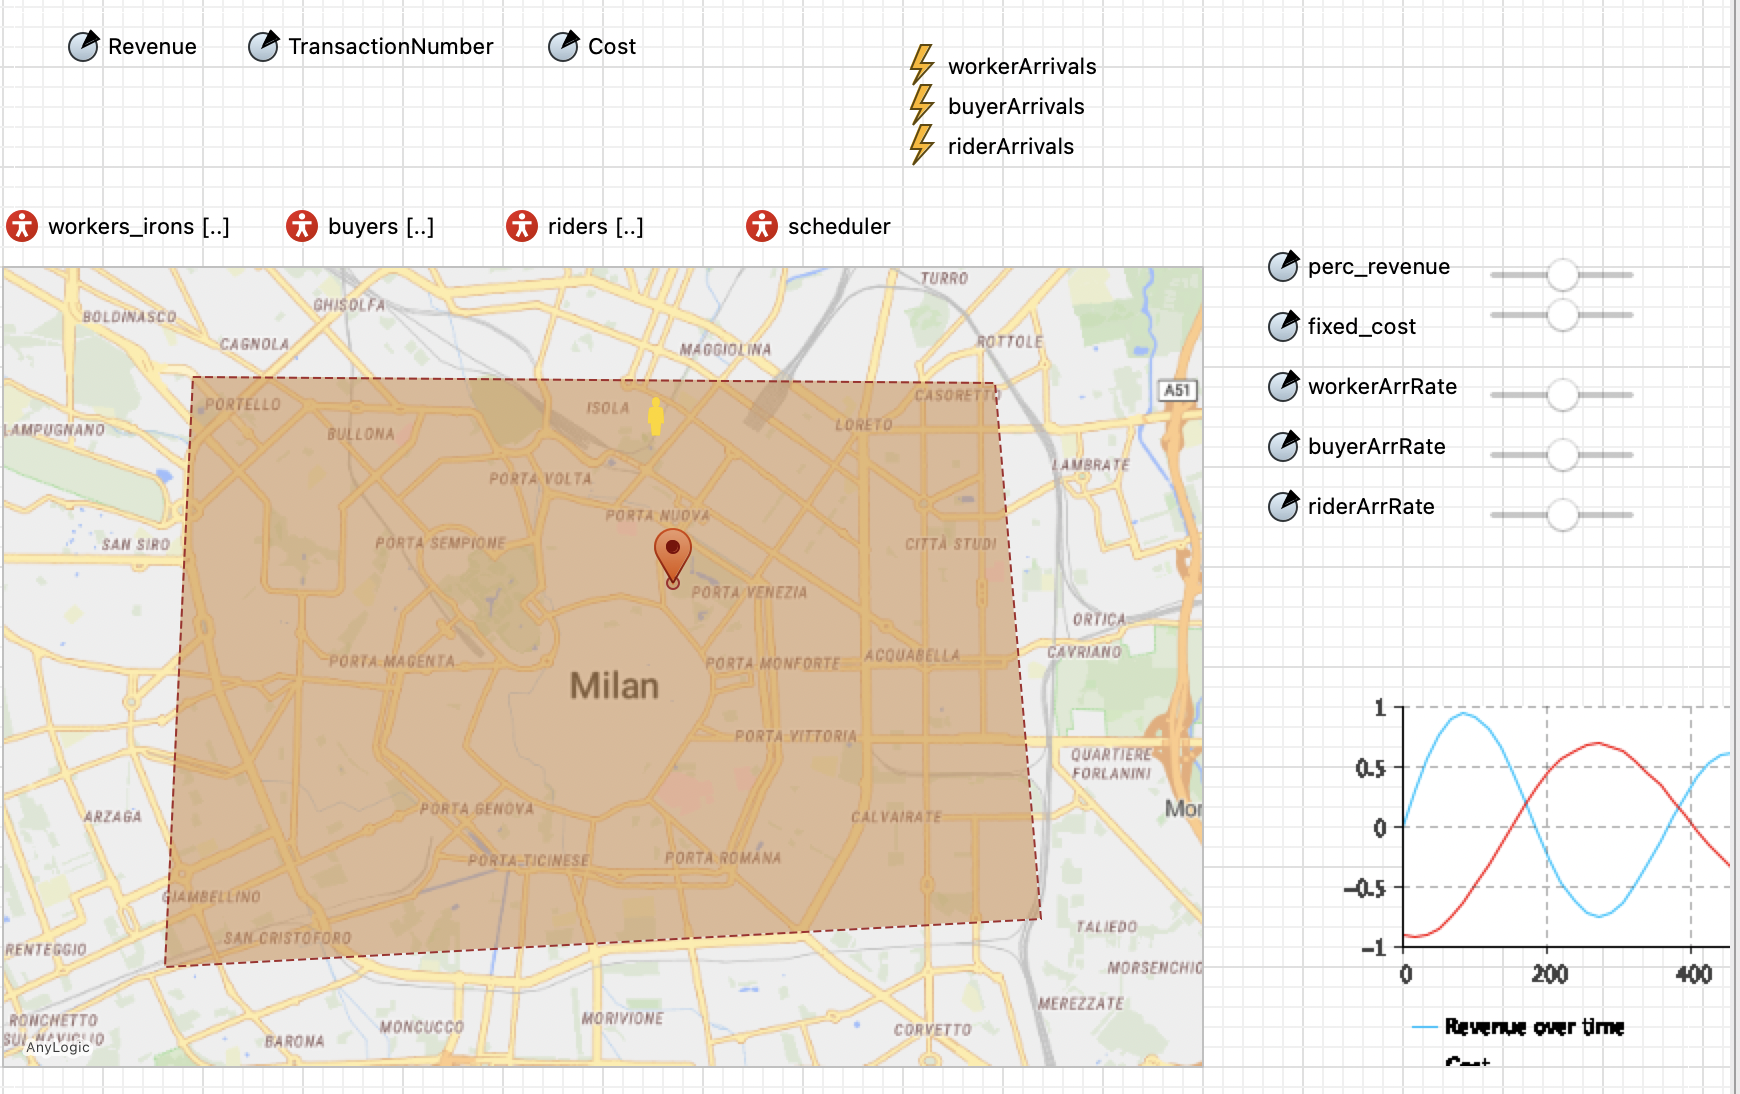 Revenue
TransactionNumber
Cost
workerArrivals
buyerArrivals
riderArrivals
workers_irons [..]
buyers [..]
riders [..]
scheduler
perc_revenue
fixed_cost
workerArrRate
buyerArrRate
riderArrRate
TURRO
GHISOLFA
BOLDINASCO
CAGNOLA
MAGGIOLINA
ROTTOLE
A51
PORTELLO
ISOLA
CASORETTO
LAMPUGNANO
BULLONA
LORETO
LAMBRATE
PORTA VOLTA
PORTA NUOVA
SAN SIRO
PORTA SEMPIONE
CITTÀ STUDI
PORTA VENEZIA
ORTICA
PORTA MAGENTA
PORTA MONFORTE
ACQUABELLA
CAVRIANO
Milan
PORTA VITTORIA
QUARTIERE
FORLANINI
ARZAGA
PORTA GENOVA
CALVAIRATE
Mor
PORTA TICINESE
PORTA ROMANA
GIAMBELLINO
SAN CRISTOFORO
TALIEDO
RENTEGGIO
MORSENCHIO
MEREZZATE
RONCHETTO
SUL NAVIGLIO
MONCUCCO
MORIVIONE
CORVETTO
BARONA
AnyLogic
1
0.5
0
-0.5
-1
0 200 400
Revenue over time
Cost